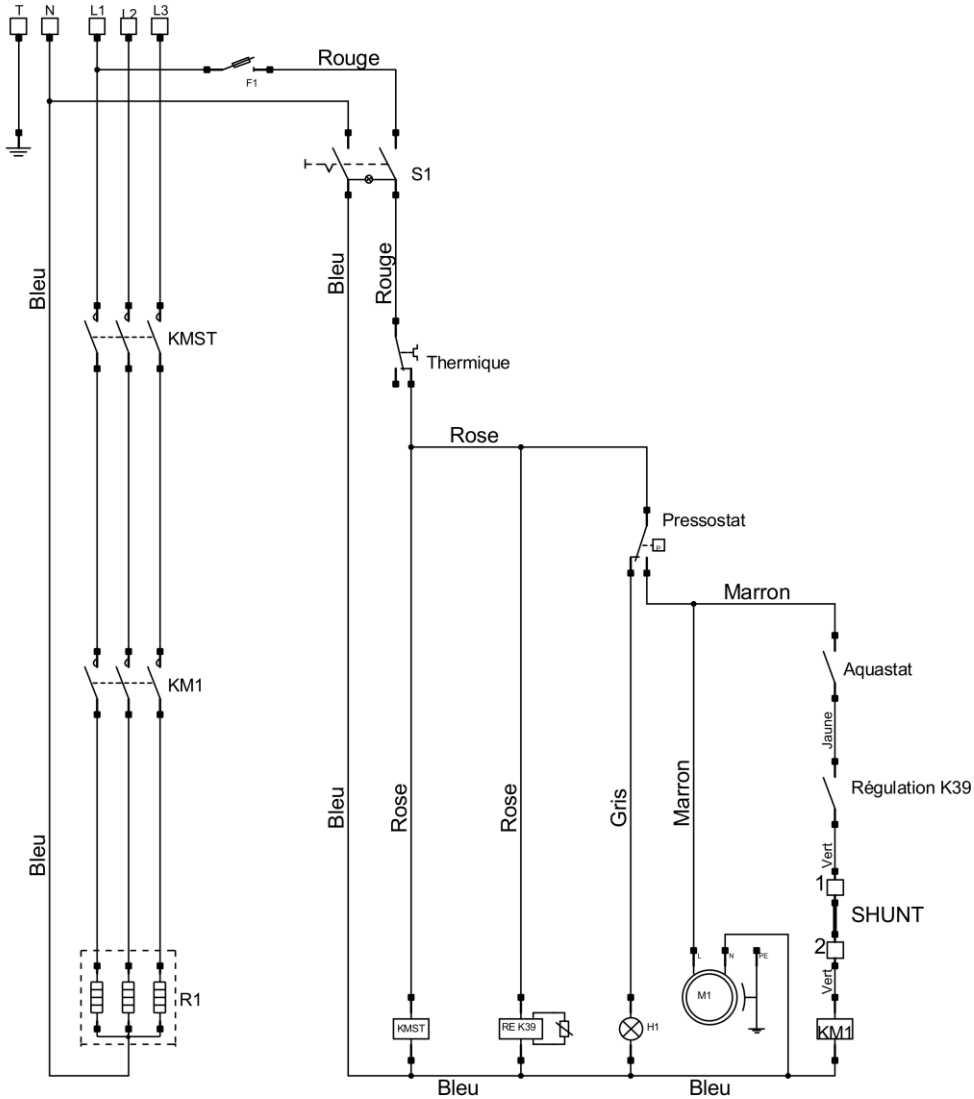 T N L1 L2 L3
Rouge
F1
S1
Bleu
Bleu
Rouge
KMST
Thermique
Rose
Pressostat
P
Marron
Aquastat
KM1
Jaune
Régulation K39
Bleu
Bleu
Rose
Rose
Gris
Marron
Vert
1
SHUNT
2
L N PE
Vert
R1
M1
KMST
RE K39
H1
KM1
Bleu
Bleu